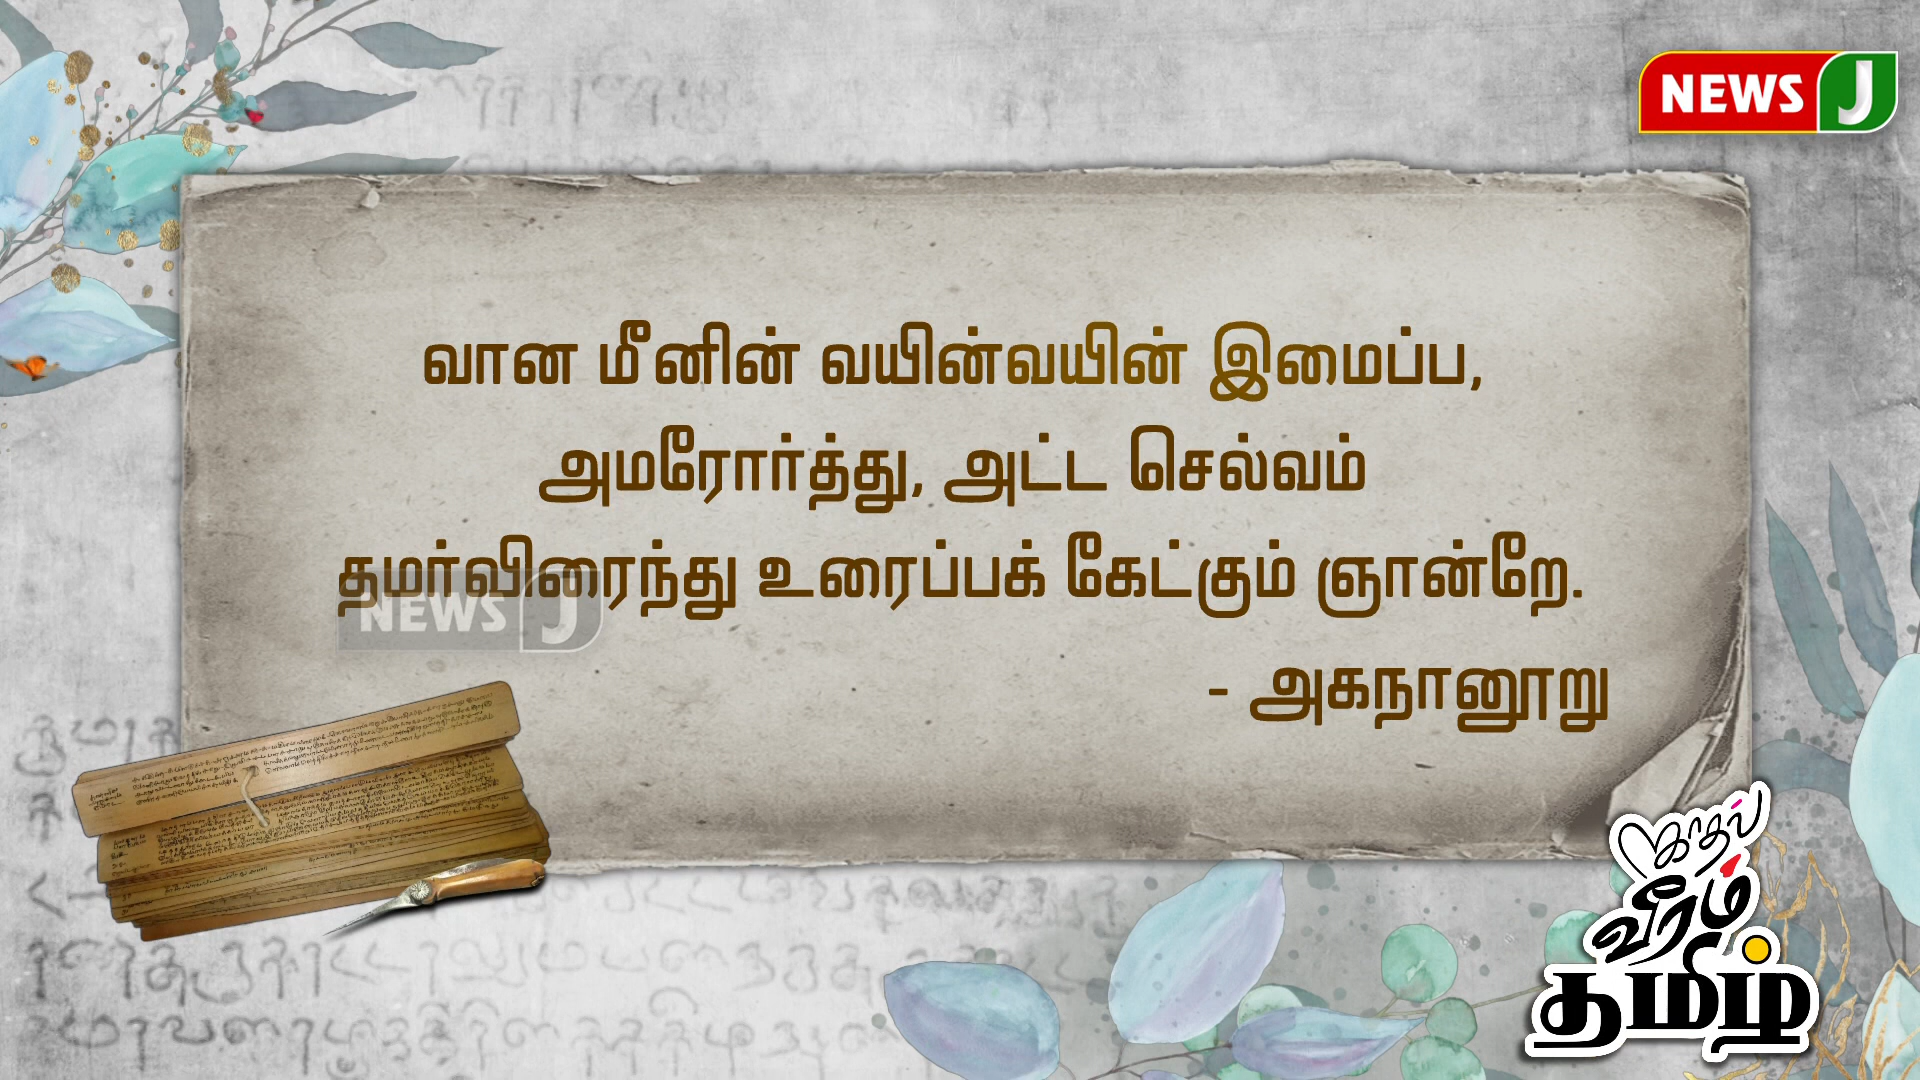 NEWS J
வான மீனின் வயின்வயின் இமைப்ப,
அமரோர்த்து, அட்ட செல்வம்
தமர்விரைந்து உரைப்பக் கேட்கும் ஞான்றே.
NEWS J
- அகநானூறு
காதல்
வீரம்
தமிழ்